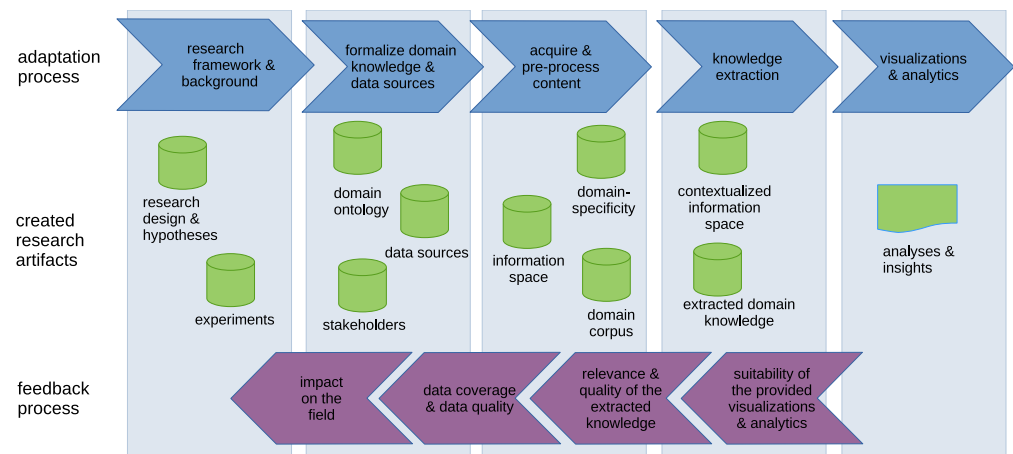 adaptation
process
research
framework &
background
formalize domain
knowledge &
data sources
acquire &
pre-process
content
knowledge
extraction
visualizations
& analytics
created
research
artifacts
research
design &
hypotheses
experiments
domain
ontology
data sources
stakeholders
domain-
specificity
information
space
domain
corpus
contextualized
information
space
extracted domain
knowledge
analyses &
insights
feedback
process
impact
on the
field
data coverage
& data quality
relevance &
quality of the
extracted
knowledge
suitability of
the provided
visualizations
& analytics